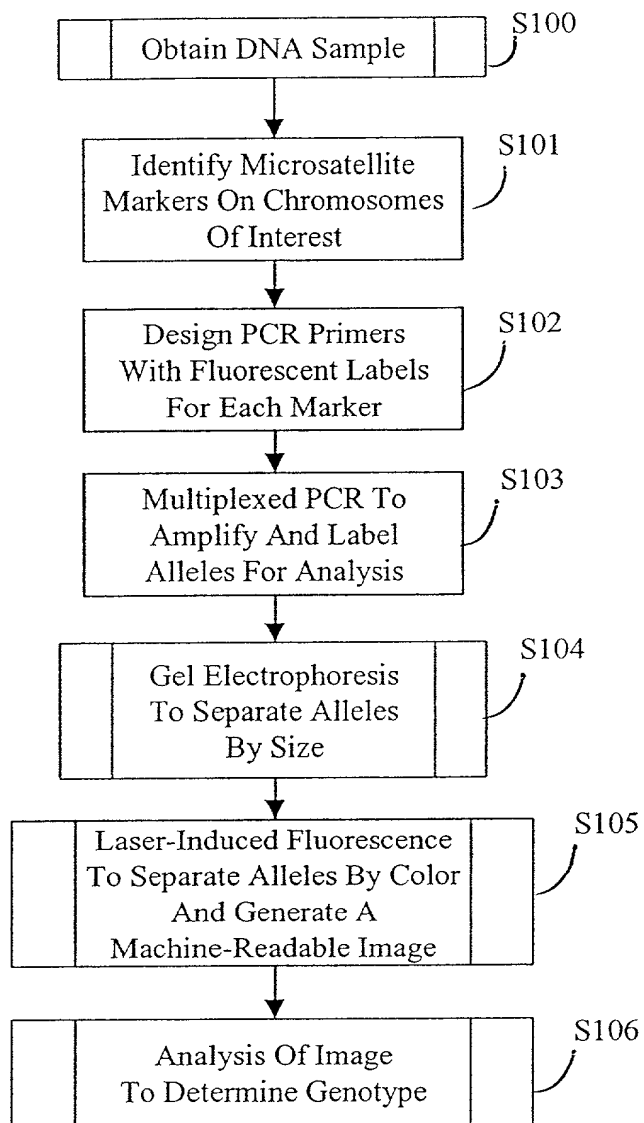 S100
Obtain DNA Sample
S101
Identify Microsatellite
Markers On Chromosomes
Of Interest
S102
Design PCR Primers
With Fluorescent Labels
For Each Marker
S103
Multiplexed PCR To
Amplify And Label
Alleles For Analysis
S104
Gel Electrophoresis
To Separate Alleles
By Size
S105
Laser-Induced Fluorescence
To Separate Alleles By Color
And Generate A
Machine-Readable Image
S106
Analysis Of Image
To Determine Genotype